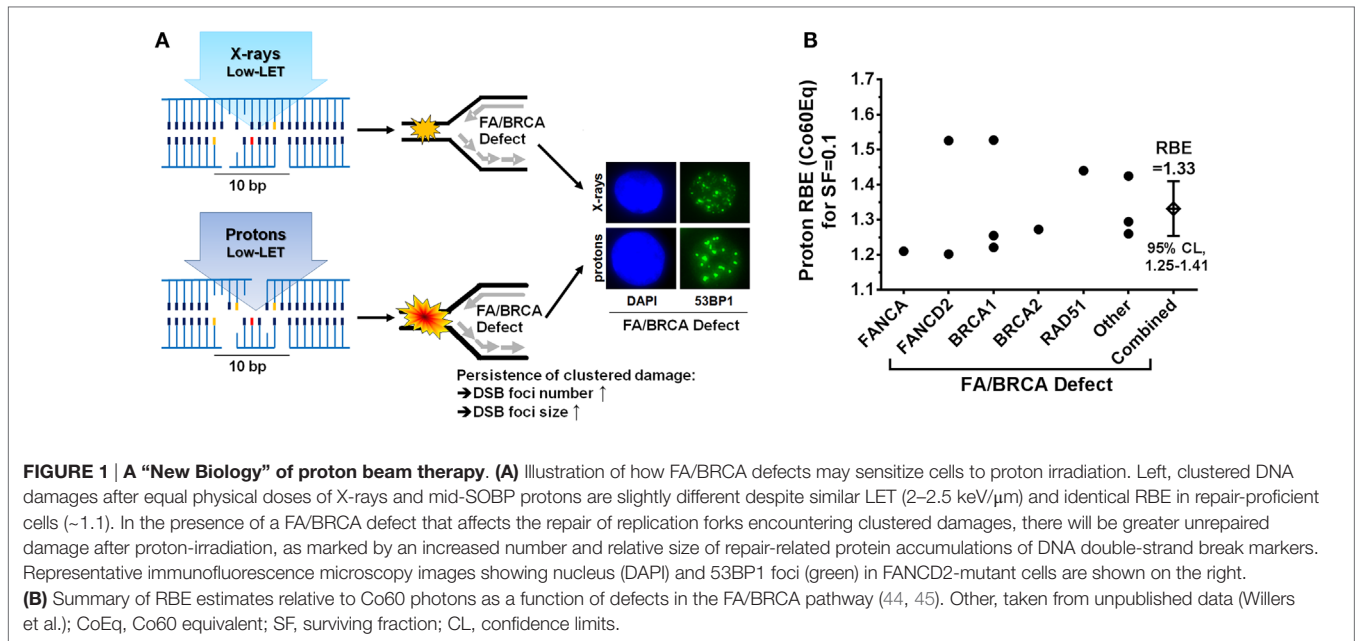 A
X-rays
Low-LET
10 bp
FA/BRCA
Defect
Protons
Low-LET
10 bp
FA/BRCA
Defect
Persistence of clustered damage:
➔DSB foci number ↑
➔DSB foci size ↑
X-rays
protons
DAPI 53BP1
FA/BRCA Defect
B
Proton RBE (Co60Eq)
for SF=0.1
1.7
1.6
1.5
1.4
1.3
1.2
1.1
RBE
=1.33
95% CL,
1.25-1.41
FANCA
FANCD2
BRCA1
BRCA2
RAD51
Other
Combined
FA/BRCA Defect
FIGURE 1 | A “New Biology” of proton beam therapy. (A) Illustration of how FA/BRCA defects may sensitize cells to proton irradiation. Left, clustered DNA
damages after equal physical doses of X-rays and mid-SOBP protons are slightly different despite similar LET (2–2.5 keV/μm) and identical RBE in repair-proficient
cells (~1.1). In the presence of a FA/BRCA defect that affects the repair of replication forks encountering clustered damages, there will be greater unrepaired
damage after proton-irradiation, as marked by an increased number and relative size of repair-related protein accumulations of DNA double-strand break markers.
Representative immunofluorescence microscopy images showing nucleus (DAPI) and 53BP1 foci (green) in FANCD2-mutant cells are shown on the right.
(B) Summary of RBE estimates relative to Co60 photons as a function of defects in the FA/BRCA pathway (44, 45). Other, taken from unpublished data (Willers
et al.); CoEq, Co60 equivalent; SF, surviving fraction; CL, confidence limits.